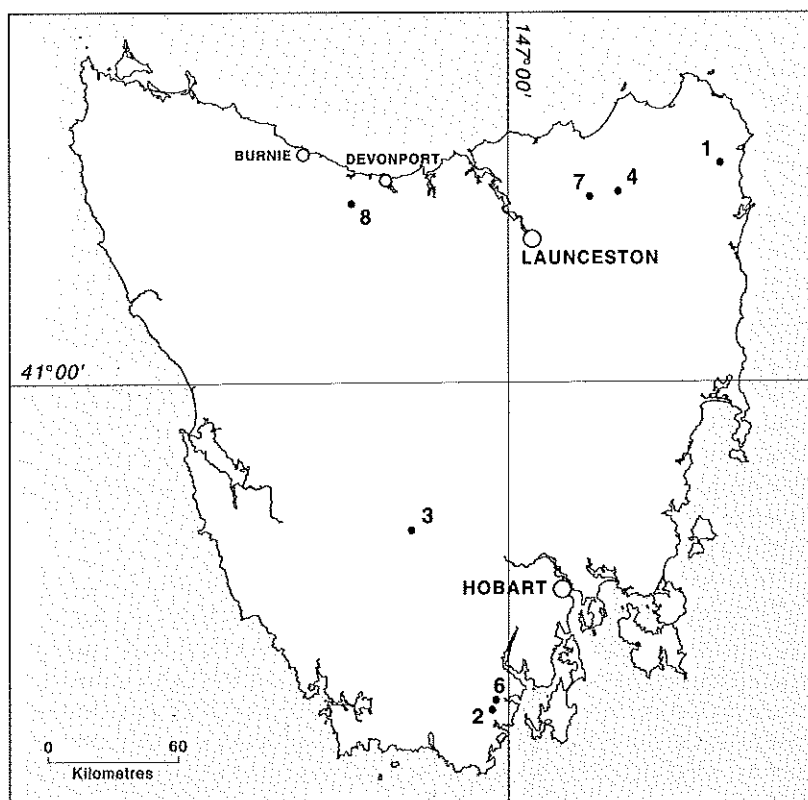 147°00'
BURNIE
DEVONPORT
1
7
4
8
LAUNCESTON
41°00'
3
HOBART
6
2
0 60
Kilometres